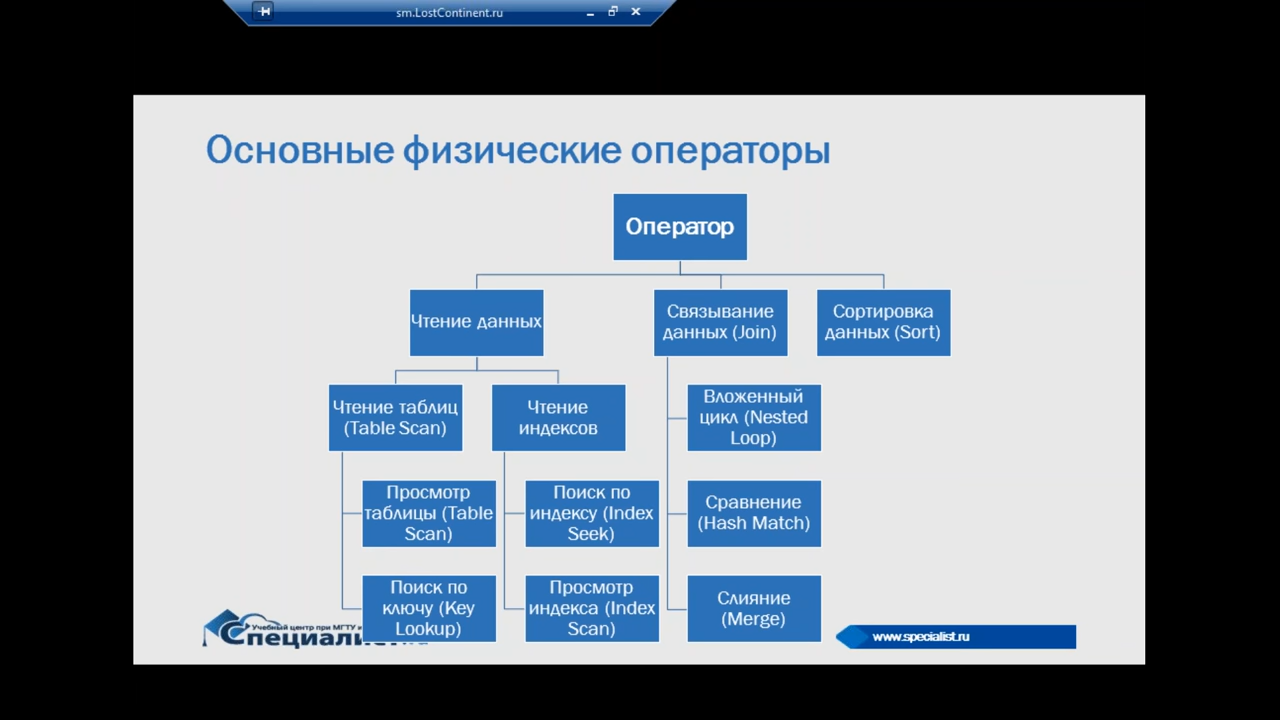 sm.LostContinent.ru
Основные физические операторы
Оператор
Чтение данных
Связывание
данных (Join)
Сортировка
данных (Sort)
Чтение таблиц
(Table Scan)
Чтение
индексов
Вложенный
цикл (Nested
Loop)
Просмотр
таблицы (Table
Scan)
Поиск по
индексу (Index
Seek)
Сравнение
(Hash Match)
Поиск по
ключу (Key
Lookup)
Просмотр
индекса (Index
Scan)
Слияние
(Merge)
Учебный центр при МГТУ и
Специалист
www.specialist.ru